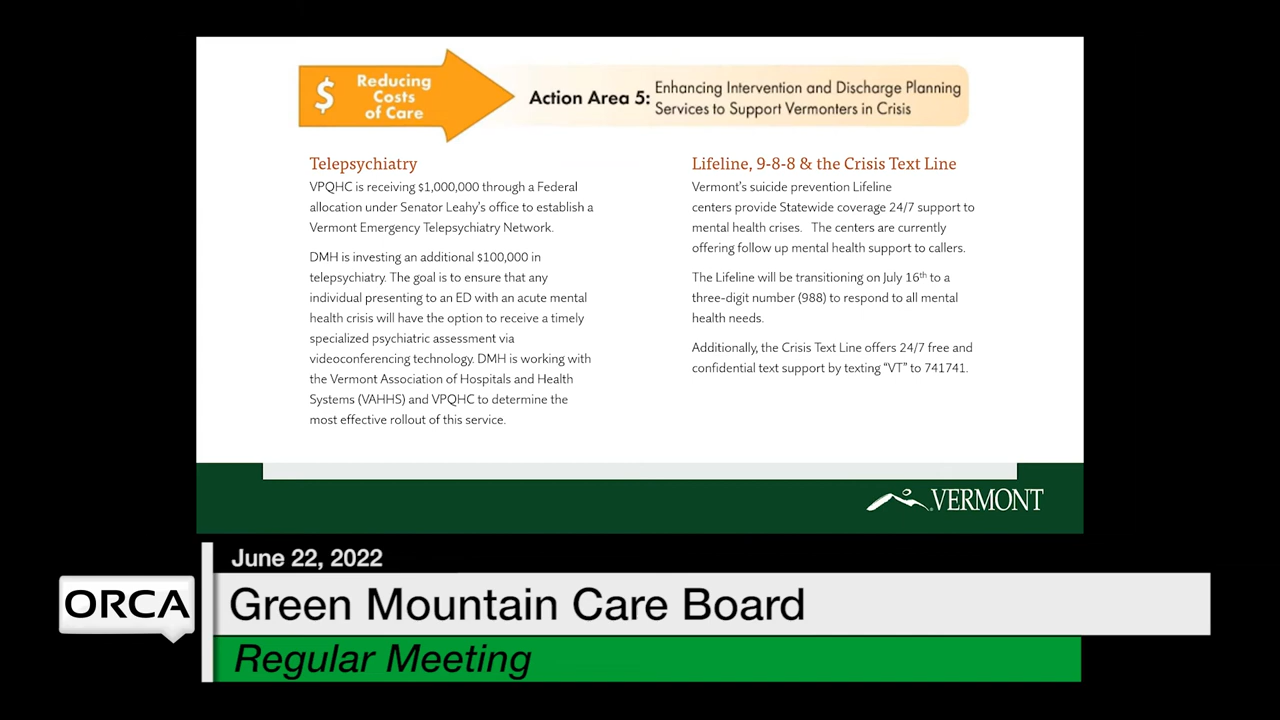 $ Reducing
Costs
of Care
Action Area 5: Enhancing Intervention and Discharge Planning
Services to Support Vermonters in Crisis
Telepsychiatry
VPQHC is receiving $1,000,000 through a Federal
allocation under Senator Leahy's office to establish a
Vermont Emergency Telepsychiatry Network.
DMH is investing an additional $100,000 in
telepsychiatry. The goal is to ensure that any
individual presenting to an ED with an acute mental
health crisis will have the option to receive a timely
specialized psychiatric assessment via
videoconferencing technology. DMH is working with
the Vermont Association of Hospitals and Health
Systems (VAHHS) and VPQHC to determine the
most effective rollout of this service.
Lifeline, 9-8-8 & the Crisis Text Line
Vermont's suicide prevention Lifeline
centers provide Statewide coverage 24/7 support to
mental health crises. The centers are currently
offering follow up mental health support to callers.
The Lifeline will be transitioning on July 16th to a
three-digit number (988) to respond to all mental
health needs.
Additionally, the Crisis Text Line offers 24/7 free and
confidential text support by texting “VT” to 741741.
VERMONT
June 22, 2022
ORCA
Green Mountain Care Board
Regular Meeting